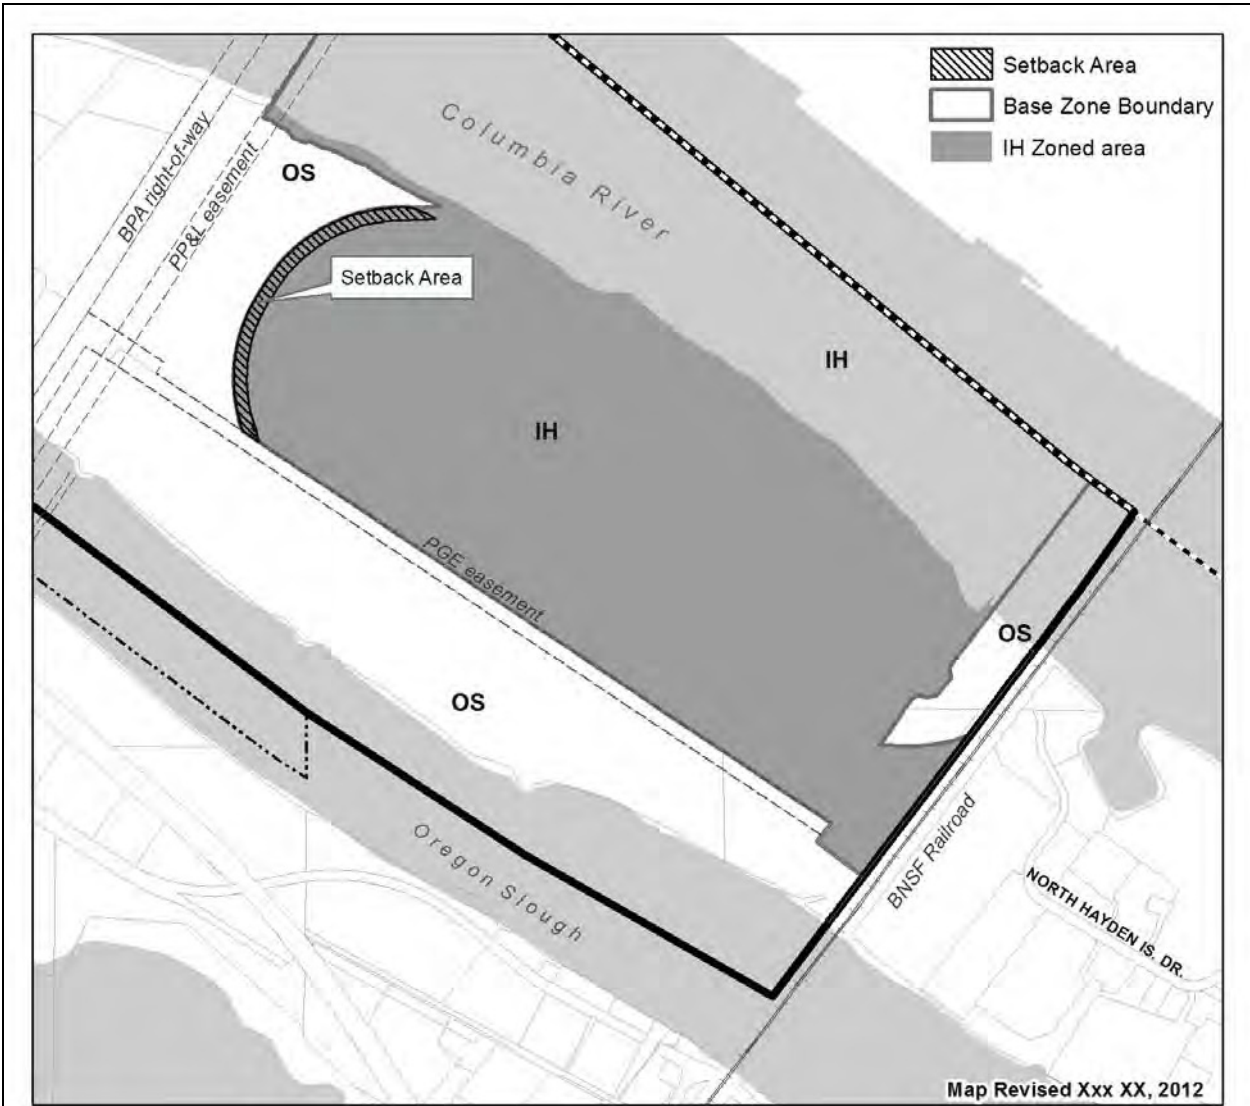 Setback Area
Base Zone Boundary
IH Zoned area
Columbia River
BPA right-of-way
PP&L easement
OS
Setback Area
IH
IH
PGE easement
OS
OS
Oregon Slough
BNSF Railroad
NORTH HAYDEN IS. DR.
Map Revised Xxx XX, 2012